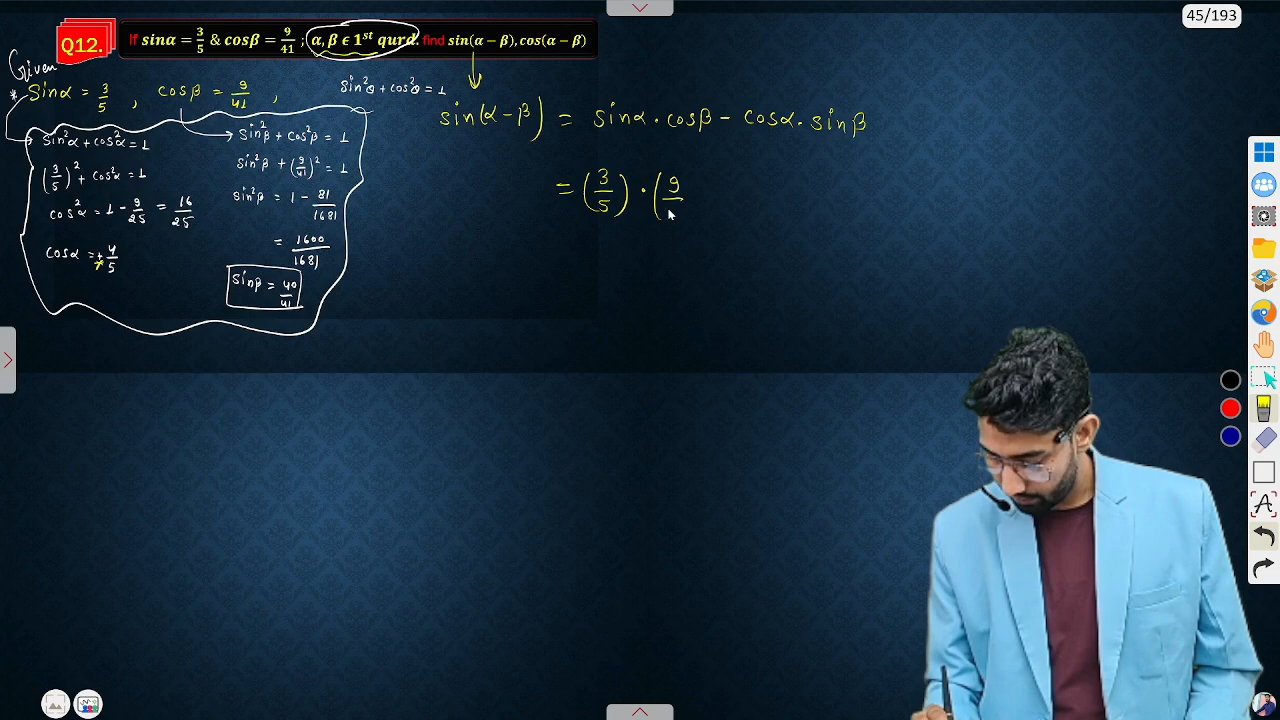 45/193
Q12. If sinα = 3/5 & cosβ = 9/41 ; α, β ϵ 1st qurd. find sin(α − β), cos(α − β)
Given
* Sinα = 3/5 , cosβ = 9/41 ,
sin²θ + cos²θ = 1
sin²α + cos²α = 1
(3/5)² + cos²α = 1
cos²α = 1 - 9/25 = 16/25
cosα = + 4/5
sin²β + cos²β = 1
sin²β + (9/41)² = 1
sin²β = 1 - 81/1681
= 1600/1681
sinβ = 40/41
sin(α - β) = sinα · cosβ - cosα · sinβ
= (3/5) · (9/